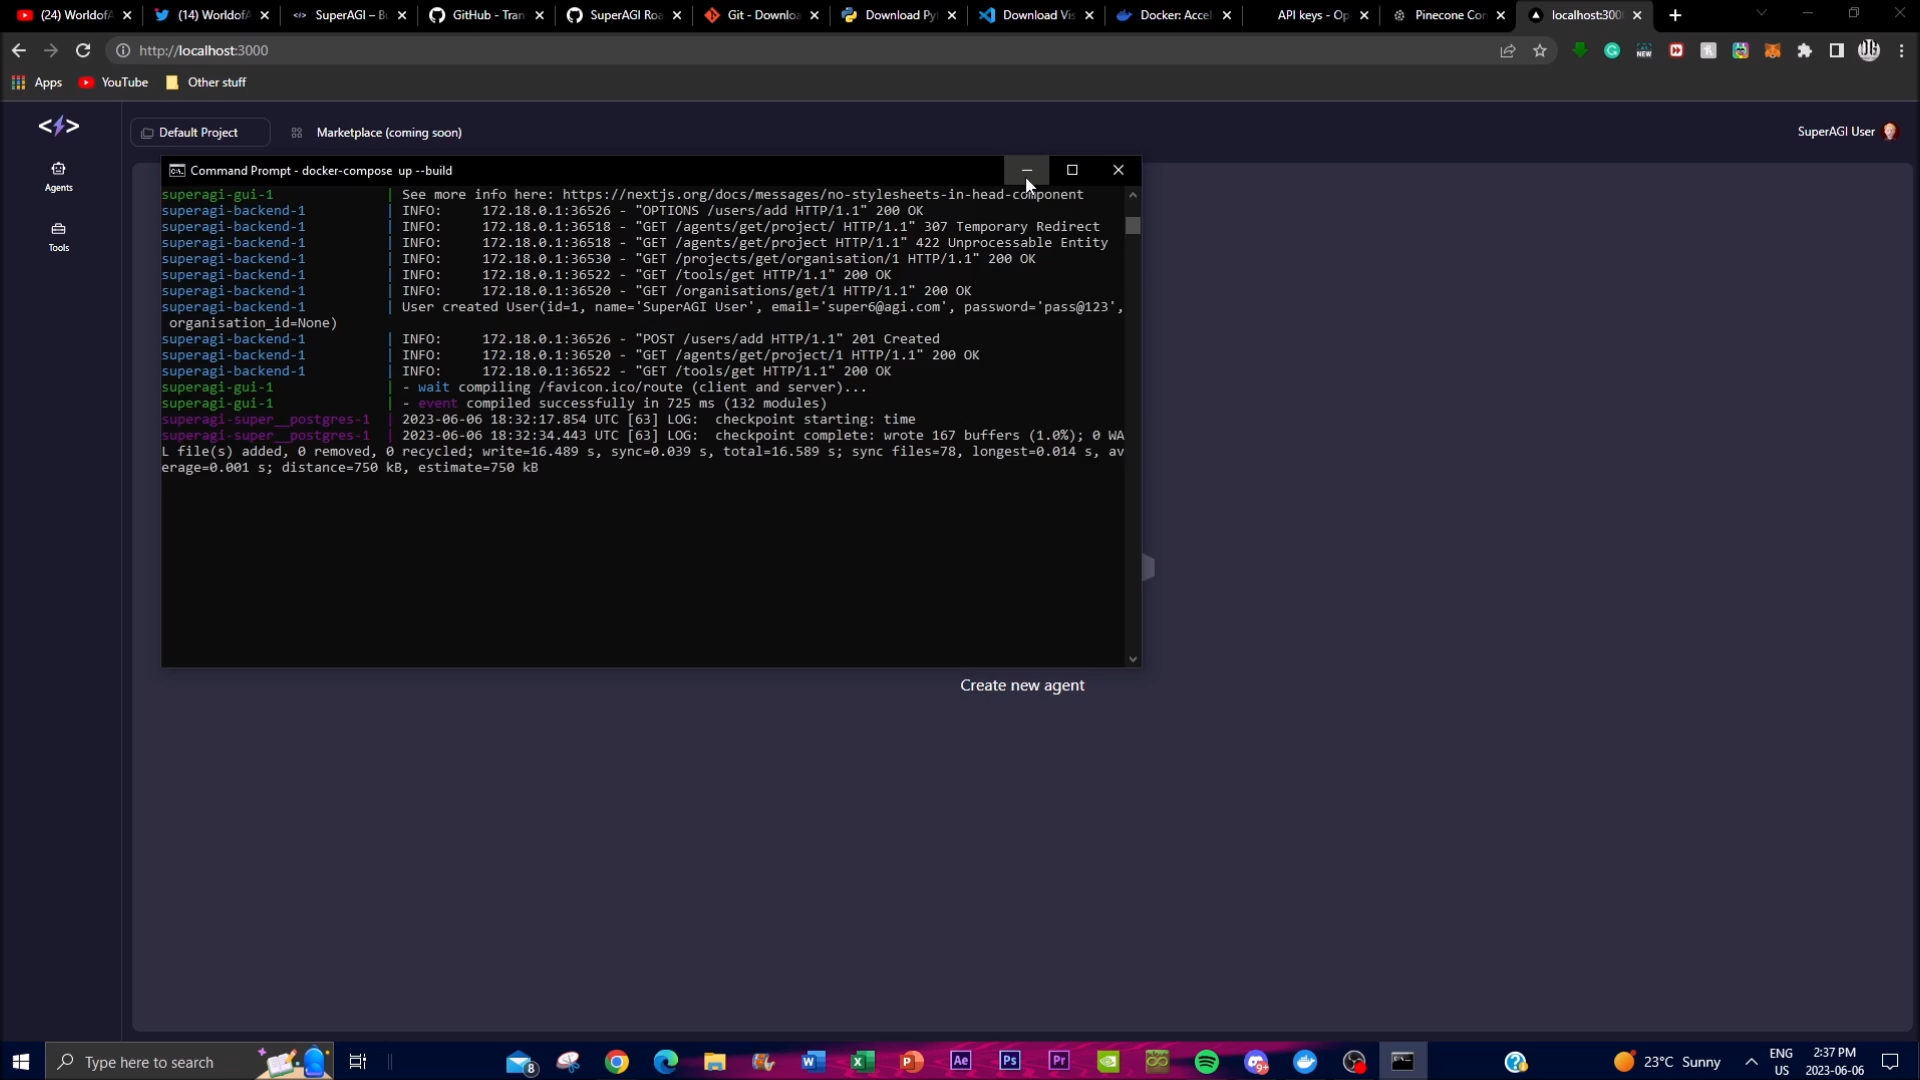 (24) Worldof
(14) Worldof
SuperAGI – B
GitHub - Tran
SuperAGI Roa
Git - Downloa
Download Py
Download Vis
Docker: Accel
API keys - Op
Pinecone Con
localhost:300
http://localhost:3000
Apps
YouTube
Other stuff
Default Project
Marketplace (coming soon)
SuperAGI User
Agents
Tools
Command Prompt - docker-compose up --build
superagi-gui-1 | See more info here: https://nextjs.org/docs/messages/no-stylesheets-in-head-component
superagi-backend-1 | INFO: 172.18.0.1:36526 - "OPTIONS /users/add HTTP/1.1" 200 OK
superagi-backend-1 | INFO: 172.18.0.1:36518 - "GET /agents/get/project/ HTTP/1.1" 307 Temporary Redirect
superagi-backend-1 | INFO: 172.18.0.1:36518 - "GET /agents/get/project HTTP/1.1" 422 Unprocessable Entity
superagi-backend-1 | INFO: 172.18.0.1:36530 - "GET /projects/get/organisation/1 HTTP/1.1" 200 OK
superagi-backend-1 | INFO: 172.18.0.1:36522 - "GET /tools/get HTTP/1.1" 200 OK
superagi-backend-1 | INFO: 172.18.0.1:36520 - "GET /organisations/get/1 HTTP/1.1" 200 OK
superagi-backend-1 | User created User(id=1, name='SuperAGI User', email='super6@agi.com', password='pass@123',
organisation_id=None)
superagi-backend-1 | INFO: 172.18.0.1:36526 - "POST /users/add HTTP/1.1" 201 Created
superagi-backend-1 | INFO: 172.18.0.1:36520 - "GET /agents/get/project/1 HTTP/1.1" 200 OK
superagi-backend-1 | INFO: 172.18.0.1:36522 - "GET /tools/get HTTP/1.1" 200 OK
superagi-gui-1 | - wait compiling /favicon.ico/route (client and server)...
superagi-gui-1 | - event compiled successfully in 725 ms (132 modules)
superagi-super__postgres-1 | 2023-06-06 18:32:17.854 UTC [63] LOG: checkpoint starting: time
superagi-super__postgres-1 | 2023-06-06 18:32:34.443 UTC [63] LOG: checkpoint complete: wrote 167 buffers (1.0%); 0 WA
L file(s) added, 0 removed, 0 recycled; write=16.489 s, sync=0.039 s, total=16.589 s; sync files=78, longest=0.014 s, av
erage=0.001 s; distance=750 kB, estimate=750 kB
Create new agent
Type here to search
8
Ae
Ps
Pr
9+
23°C Sunny
ENG
US
2:37 PM
2023-06-06